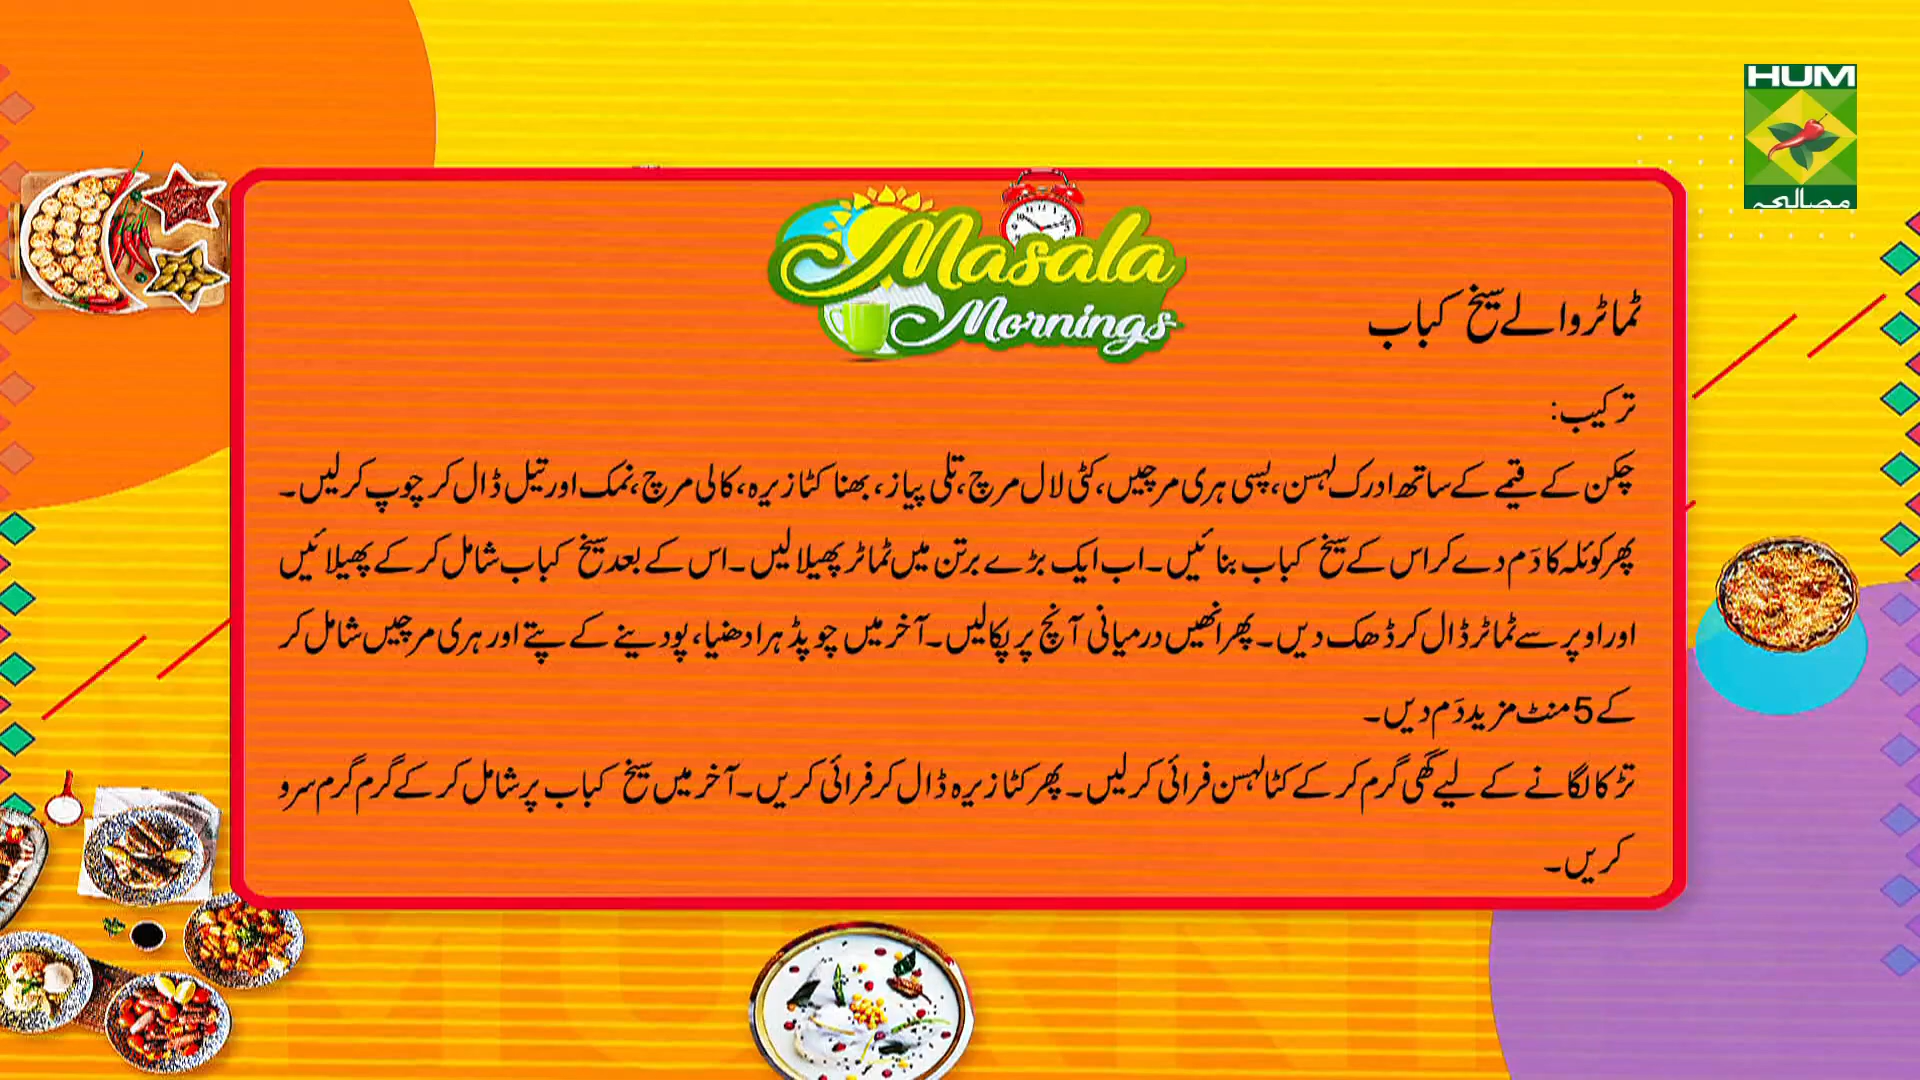 HUM
مصالحہ
Masala
Mornings
ٹماٹر والے سیخ کباب
ترکیب:
چکن کے قیمے کے ساتھ ادرک لہسن، پسی ہری مرچیں، کٹی لال مرچ، تلی پیاز، بھنا کٹا زیرہ، کالی مرچ، نمک اور تیل ڈال کر چوپ کر لیں۔
پھر کوئلہ کا دَم دے کر اس کے سیخ کباب بنائیں۔ اب ایک بڑے برتن میں ٹماٹر پھیلا لیں۔ اس کے بعد سیخ کباب شامل کر کے پھیلائیں
اور اوپر سے ٹماٹر ڈال کر ڈھک دیں۔ پھر انھیں درمیانی آنچ پر پکا لیں۔ آخر میں چوپڈ ہرا دھنیا، پودینے کے پتے اور ہری مرچیں شامل کر
کے 5 منٹ مزید دَم دیں۔
تڑکا لگانے کے لیے گھی گرم کر کے کٹا لہسن فرائی کر لیں۔ پھر کٹا زیرہ ڈال کر فرائی کریں۔ آخر میں سیخ کباب پر شامل کر کے گرم گرم سرو
کریں۔